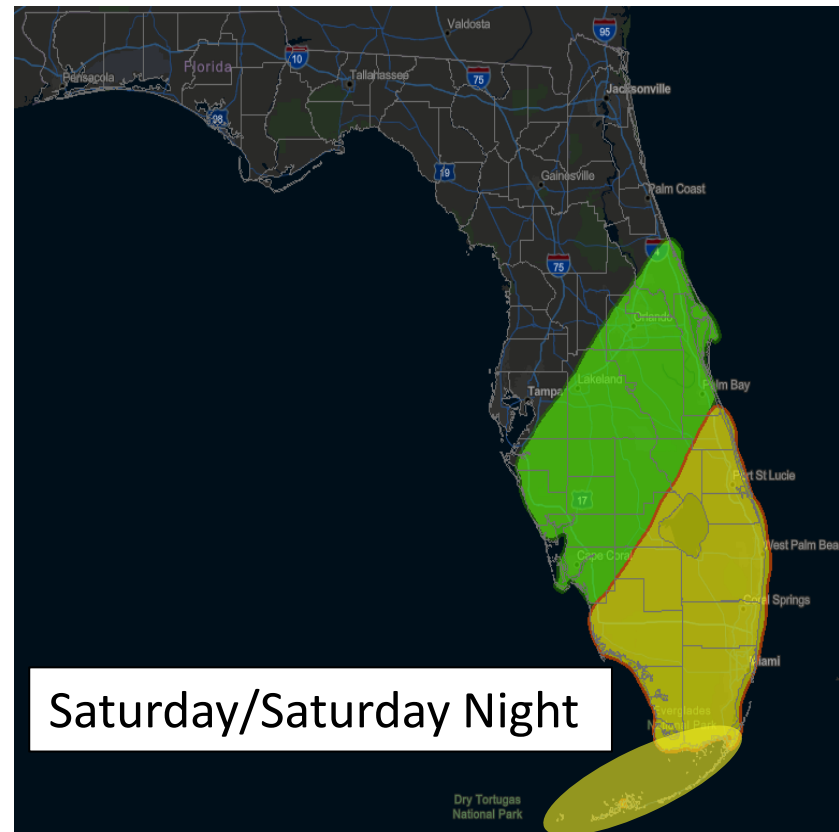 Valdosta
95
10
Florida
Pensacola
Tallahassee
75
Jacksonville
98
19
Gainesville
Palm Coast
4
75
Orlando
Lakeland
Palm Bay
Tampa
Port St Lucie
17
West Palm Bea
Cape Coral
Coral Springs
Miami
Saturday/Saturday Night
Everglades
National Park
Dry Tortugas
National Park